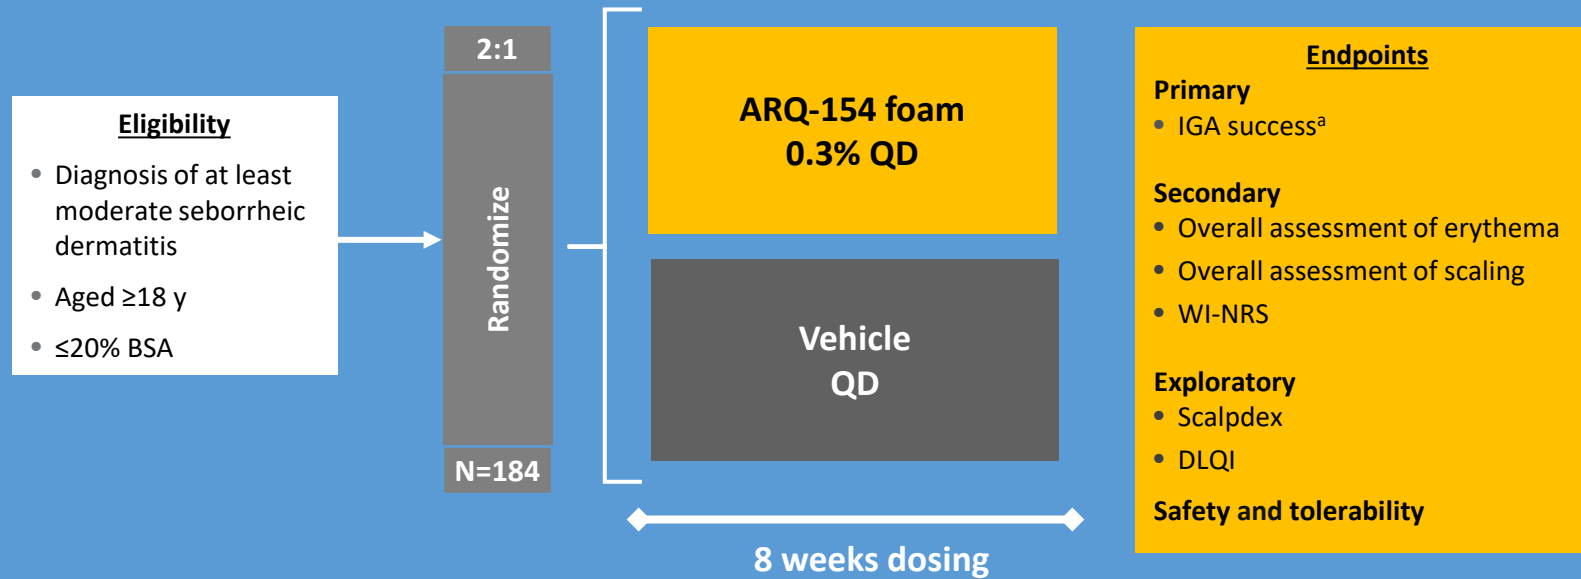 Eligibility
• Diagnosis of at least
moderate seborrheic
dermatitis
• Aged ≥18 y
• ≤20% BSA
2:1
Randomize
N=184
ARQ-154 foam
0.3% QD
Vehicle
QD
8 weeks dosing
Endpoints
Primary
• IGA successᵃ
Secondary
• Overall assessment of erythema
• Overall assessment of scaling
• WI-NRS
Exploratory
• Scalpdex
• DLQI
Safety and tolerability